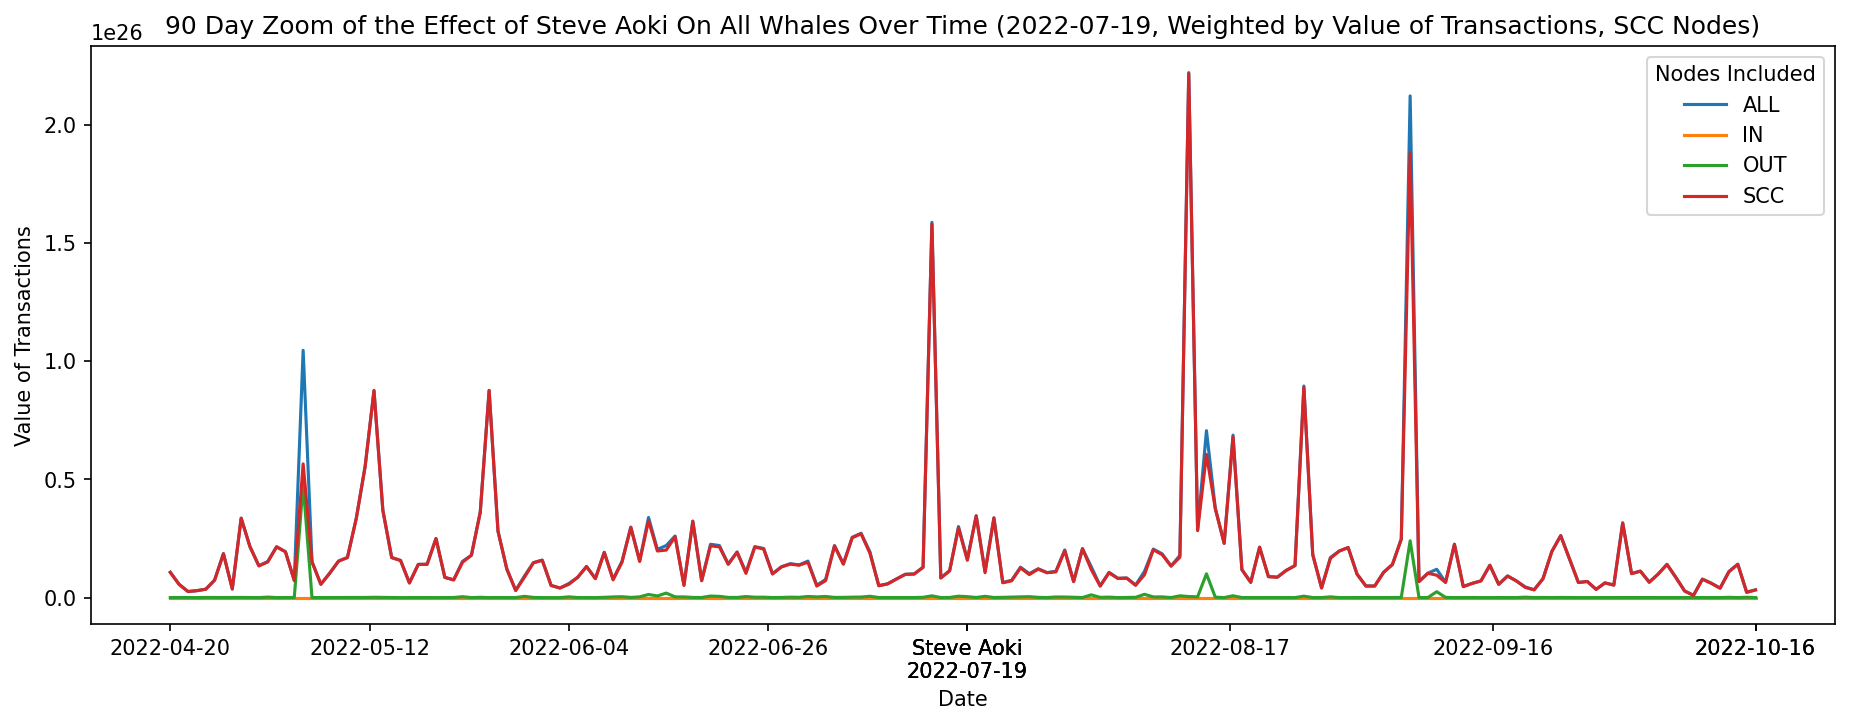 90 Day Zoom of the Effect of Steve Aoki On All Whales Over Time (2022-07-19, Weighted by Value of Transactions, SCC Nodes)
1e26
Nodes Included
ALL
IN
OUT
SCC
Value of Transactions
2.0
1.5
1.0
0.5
0.0
2022-04-20
2022-05-12
2022-06-04
2022-06-26
Steve Aoki
2022-07-19
2022-08-17
2022-09-16
2022-10-16
Date